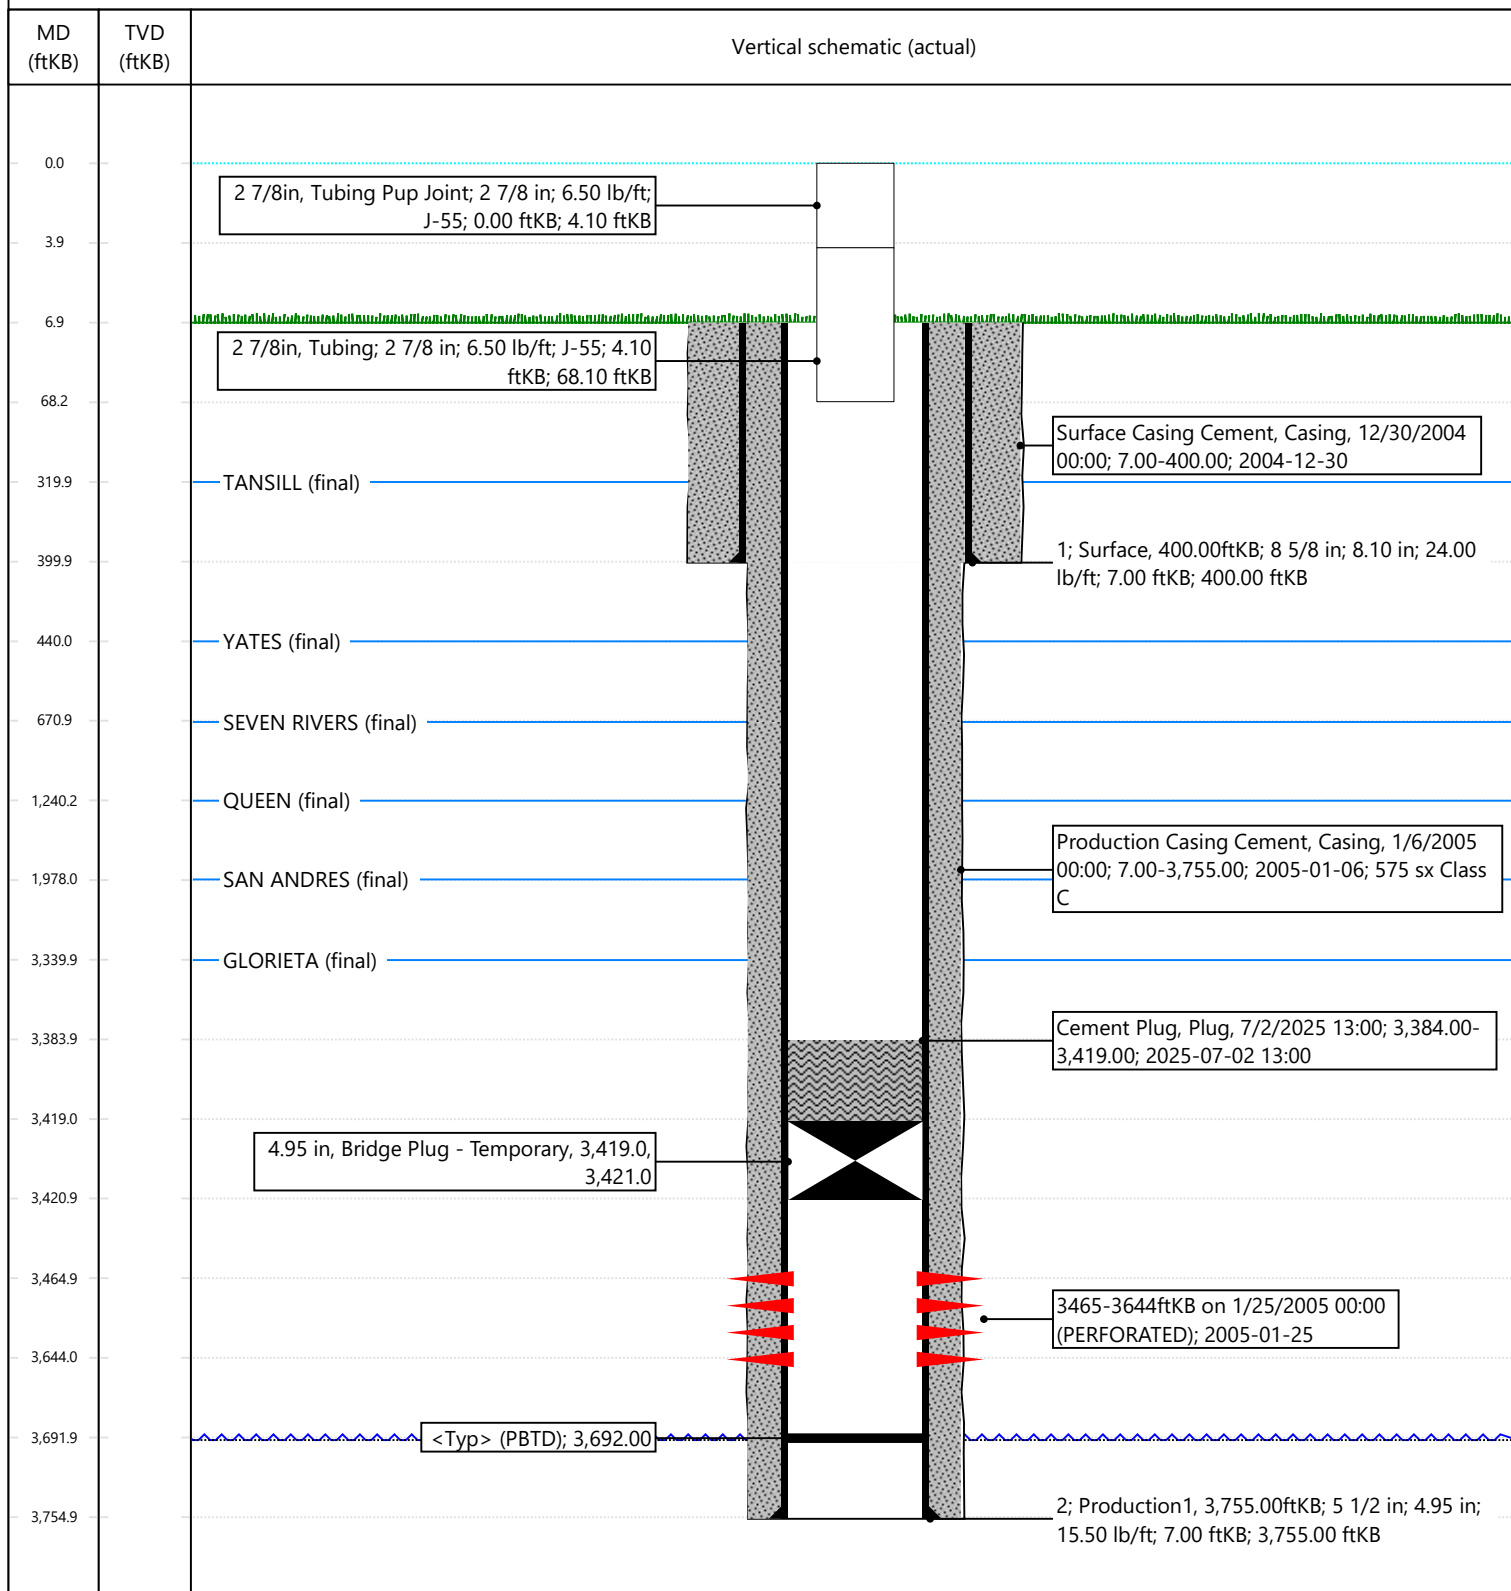 MD
(ftKB)
TVD
(ftKB)
Vertical schematic (actual)
0.0
2 7/8in, Tubing Pup Joint; 2 7/8 in; 6.50 lb/ft;
J-55; 0.00 ftKB; 4.10 ftKB
3.9
6.9
2 7/8in, Tubing; 2 7/8 in; 6.50 lb/ft; J-55; 4.10
ftKB; 68.10 ftKB
68.2
Surface Casing Cement, Casing, 12/30/2004
00:00; 7.00-400.00; 2004-12-30
319.9
TANSILL (final)
399.9
1; Surface, 400.00ftKB; 8 5/8 in; 8.10 in; 24.00
lb/ft; 7.00 ftKB; 400.00 ftKB
440.0
YATES (final)
670.9
SEVEN RIVERS (final)
1,240.2
QUEEN (final)
Production Casing Cement, Casing, 1/6/2005
00:00; 7.00-3,755.00; 2005-01-06; 575 sx Class
C
1,978.0
SAN ANDRES (final)
3,339.9
GLORIETA (final)
3,383.9
Cement Plug, Plug, 7/2/2025 13:00; 3,384.00-
3,419.00; 2025-07-02 13:00
3,419.0
4.95 in, Bridge Plug - Temporary, 3,419.0,
3,421.0
3,420.9
3,464.9
3465-3644ftKB on 1/25/2005 00:00
(PERFORATED); 2005-01-25
3,644.0
3,691.9
<Typ> (PBTD); 3,692.00
3,754.9
2; Production1, 3,755.00ftKB; 5 1/2 in; 4.95 in;
15.50 lb/ft; 7.00 ftKB; 3,755.00 ftKB